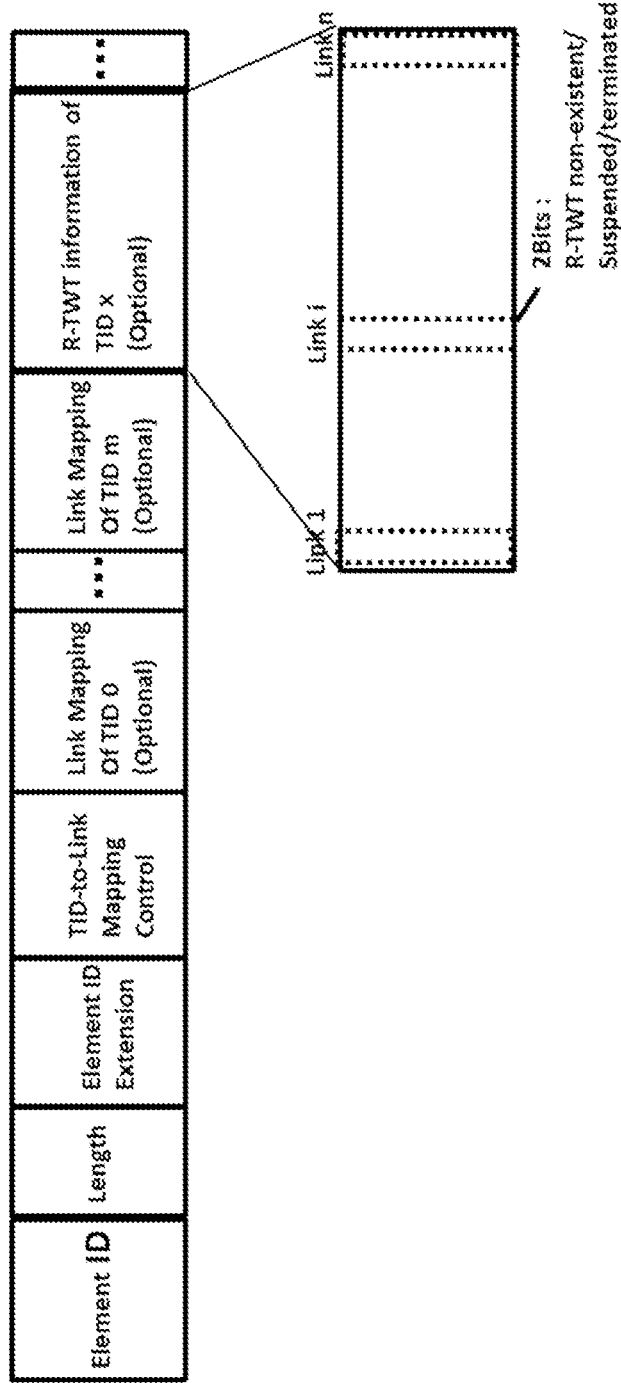 Element ID
Length
Element ID
Extension
TID-to-Link
Mapping
Control
Link Mapping
Of TID 0
(Optional)
•••
Link Mapping
Of TID m
(Optional)
R-TWT information of
TID x
(Optional)
•••
Link 1
Link i
Link n
2Bits :
R-TWT non-existent/
Suspended/terminated